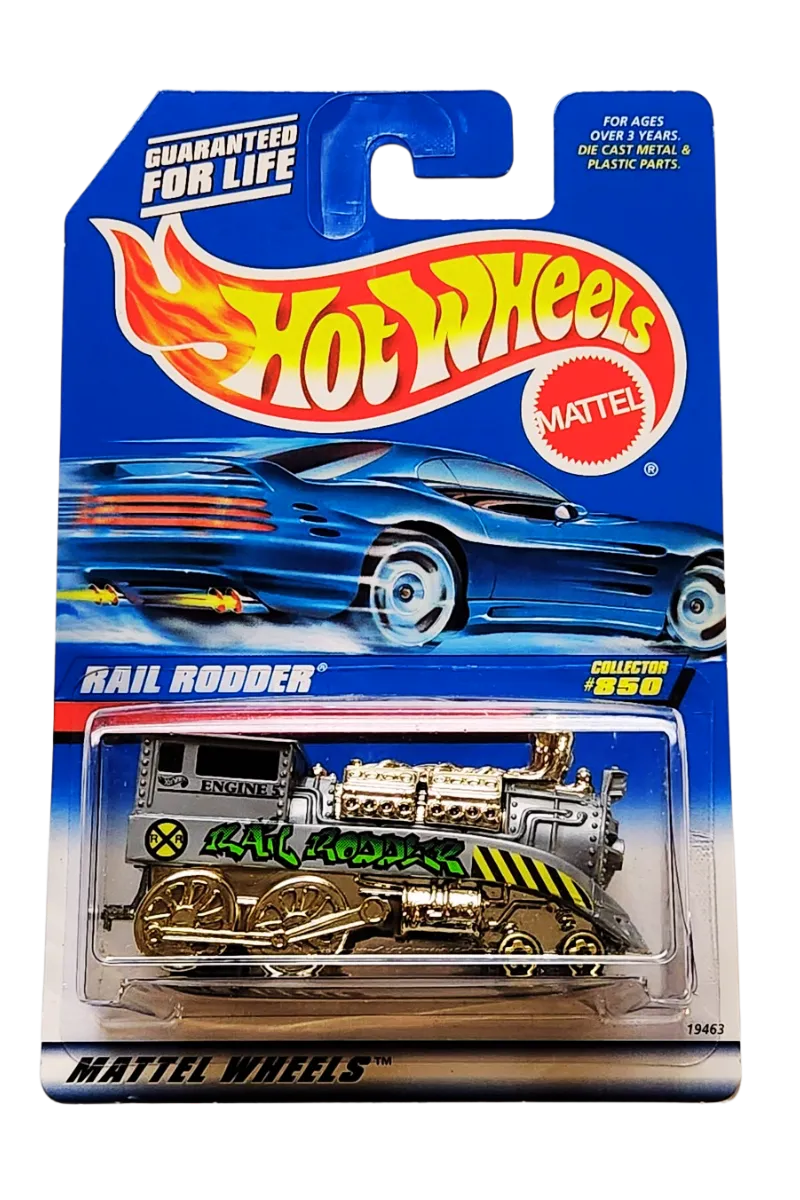 GUARANTEED
FOR LIFE
FOR AGES
OVER 3 YEARS.
DIE CAST METAL &
PLASTIC PARTS.
HOT WHEELS
MATTEL
®
RAIL RODDER®
COLLECTOR
#850
ENGINE 5
R R
RAIL RODDER
19463
MATTEL WHEELS™